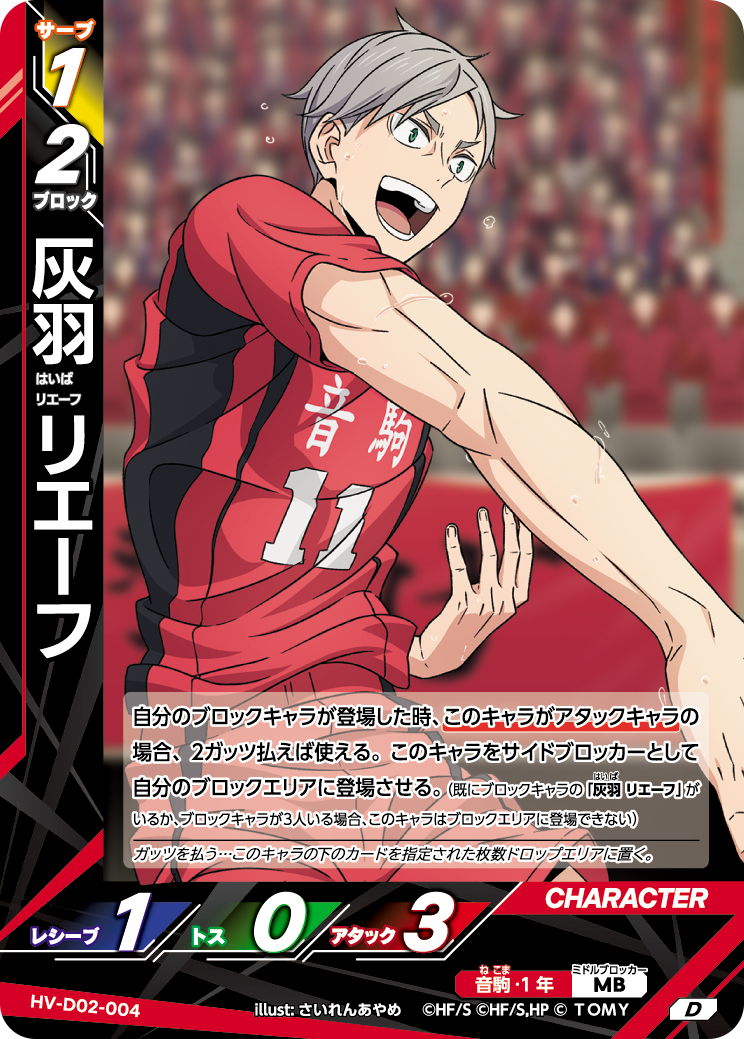 サーブ
1
2
ブロック
灰羽
はいば
リエーフ
リエーフ
音駒
11
自分のブロックキャラが登場した時、このキャラがアタックキャラの
場合、2ガッツ払えば使える。このキャラをサイドブロッカーとして
自分のブロックエリアに登場させる。(既にブロックキャラの「灰羽 リエーフ」が
はいば
いるか、ブロックキャラが3人いる場合、このキャラはブロックエリアに登場できない)
ガッツを払う…このキャラの下のカードを指定された枚数ドロップエリアに置く。
レシーブ 1 トス 0 アタック 3
CHARACTER
ねこま
音駒・1年
ミドルブロッカー
MB
HV-D02-004
illust: さいれんあやめ ©HF/S ©HF/S,HP © TOMY
D